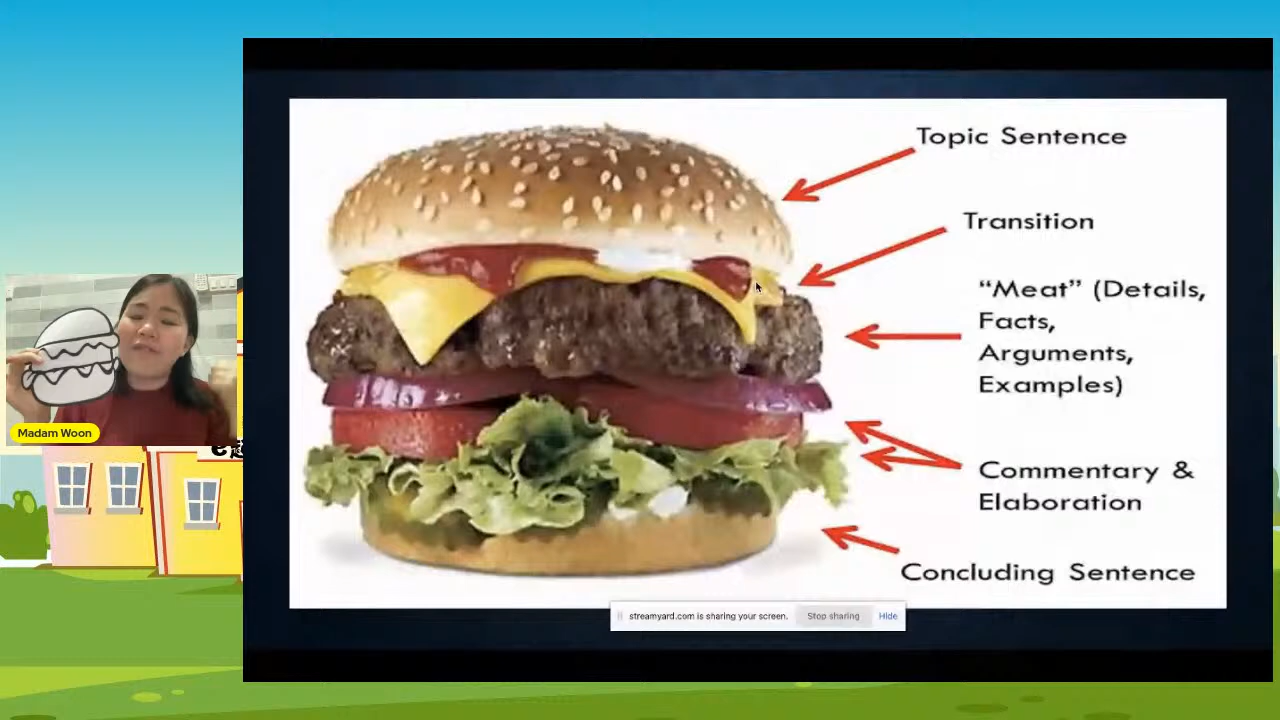 Topic Sentence
Transition
“Meat” (Details,
Facts,
Arguments,
Examples)
Commentary &
Elaboration
Concluding Sentence
Madam Woon
streamyard.com is sharing your screen.
Stop sharing
Hide